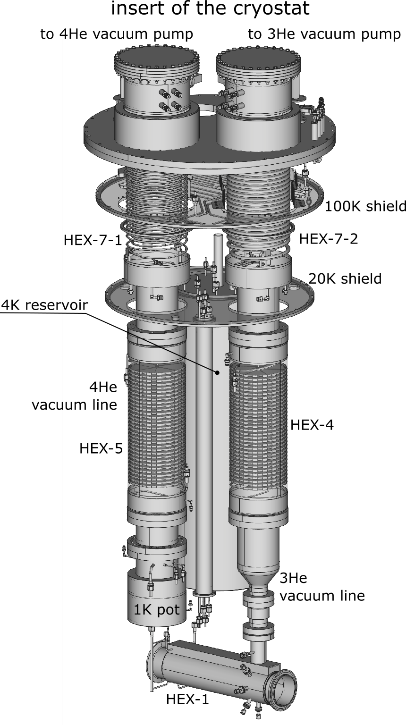 insert of the cryostat
to 4He vacuum pump
to 3He vacuum pump
100K shield
HEX-7-1
HEX-7-2
20K shield
4K reservoir
4He
vacuum line
HEX-4
HEX-5
3He
vacuum line
1K pot
HEX-1